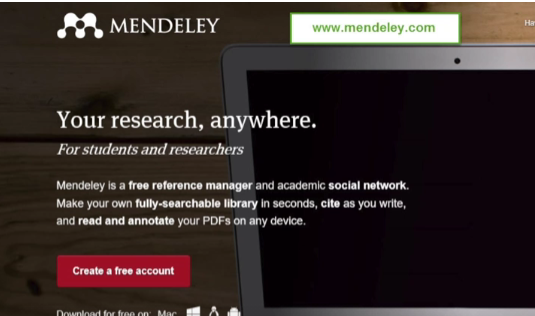 MENDELEY
www.mendeley.com
Your research, anywhere.
For students and researchers
Mendeley is a free reference manager and academic social network.
Make your own fully-searchable library in seconds, cite as you write,
and read and annotate your PDFs on any device.
Create a free account
Download for free on: Mac